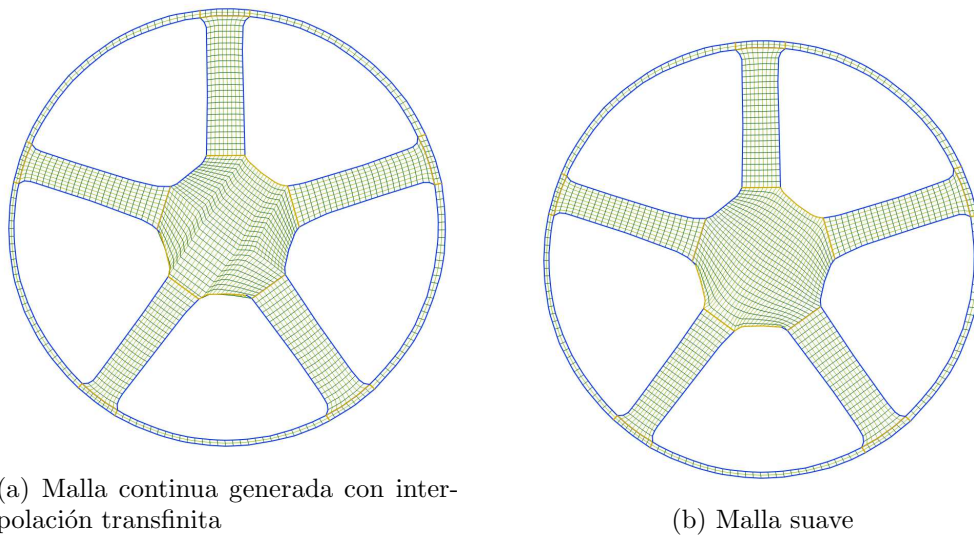 (a) Malla continua generada con inter-
polación transfinita
(b) Malla suave